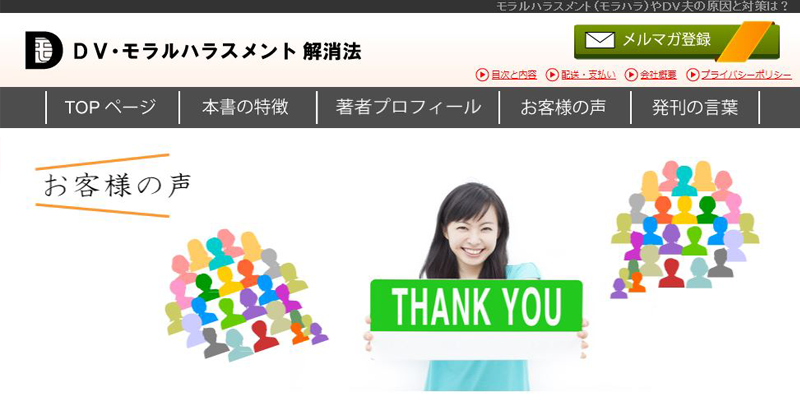 モラルハラスメント(モラハラ)やDV夫の原因と対策は？
モ
DV・モラルハラスメント 解消法
メルマガ登録
目次と内容 配送・支払い 会社概要 プライバシーポリシー
TOP ページ 本書の特徴 著者プロフィール お客様の声 発刊の言葉
お客様の声
THANK YOU